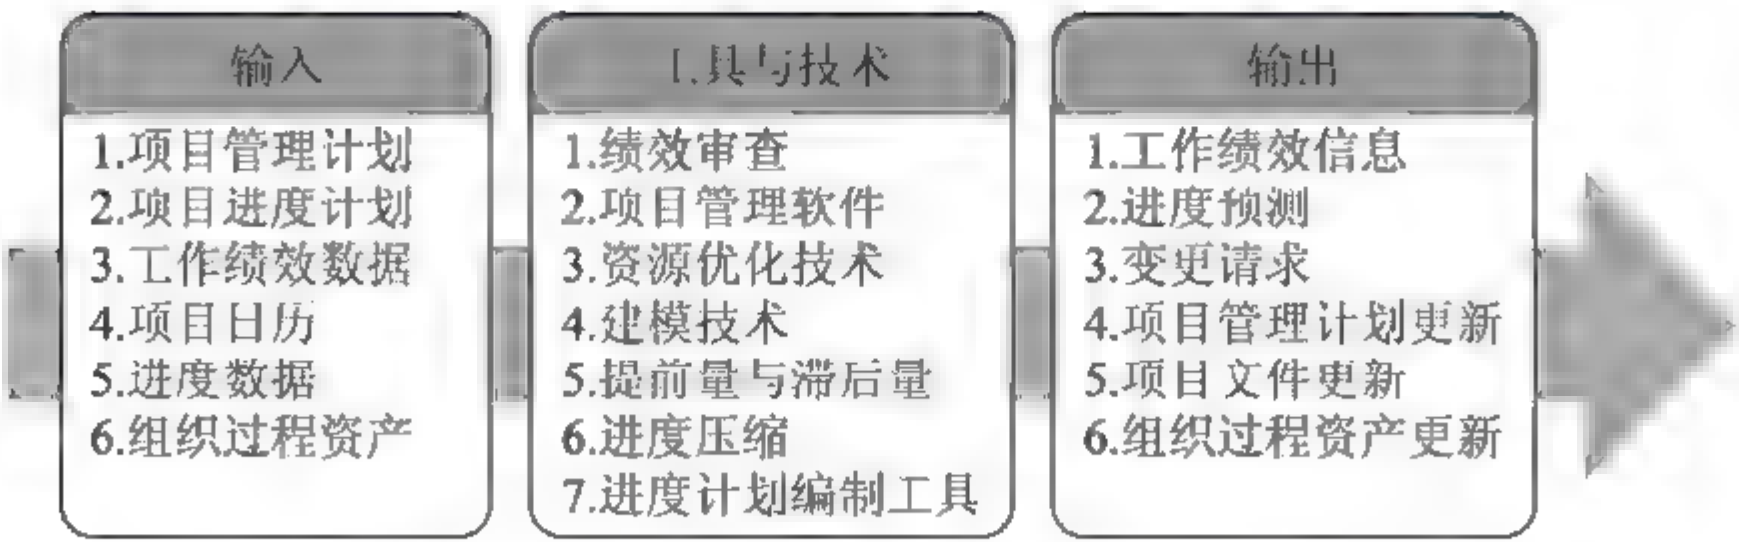 输入
1.项目管理计划
2.项目进度计划
3.工作绩效数据
4.项目日历
5.进度数据
6.组织过程资产
工具与技术
1.绩效审查
2.项目管理软件
3.资源优化技术
4.建模技术
5.提前量与滞后量
6.进度压缩
7.进度计划编制工具
输出
1.工作绩效信息
2.进度预测
3.变更请求
4.项目管理计划更新
5.项目文件更新
6.组织过程资产更新